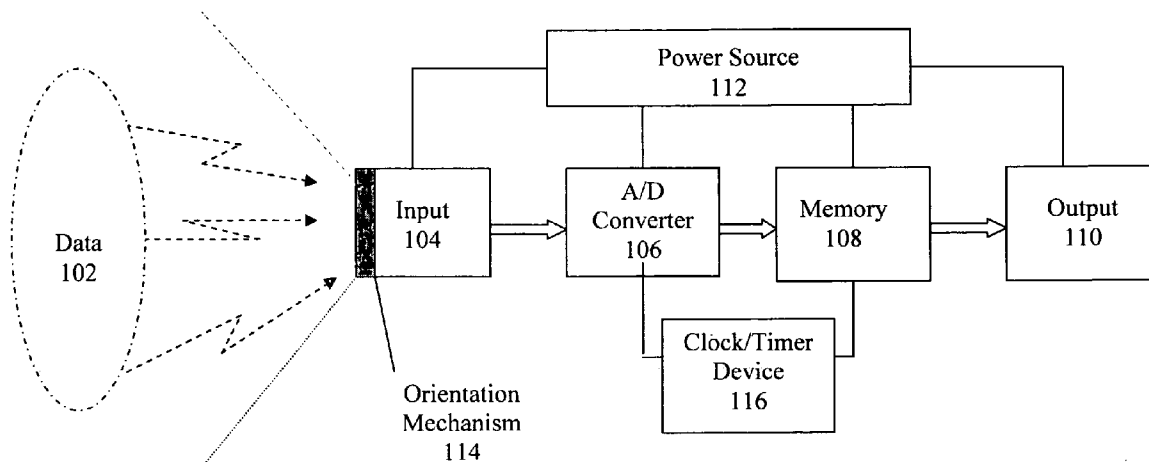 Power Source
112
Data
102
Input
104
A/D
Converter
106
Memory
108
Output
110
Clock/Timer
Device
116
Orientation
Mechanism
114